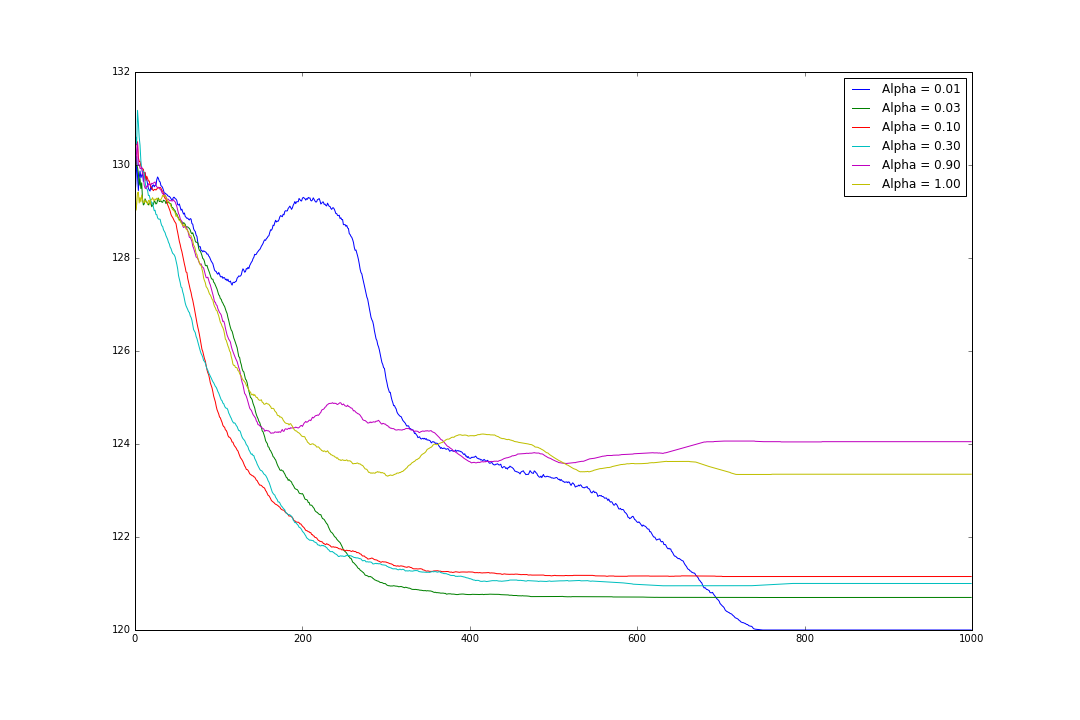 132
130
128
126
124
122
120
0
200
400
600
800
1000
Alpha = 0.01
Alpha = 0.03
Alpha = 0.10
Alpha = 0.30
Alpha = 0.90
Alpha = 1.00